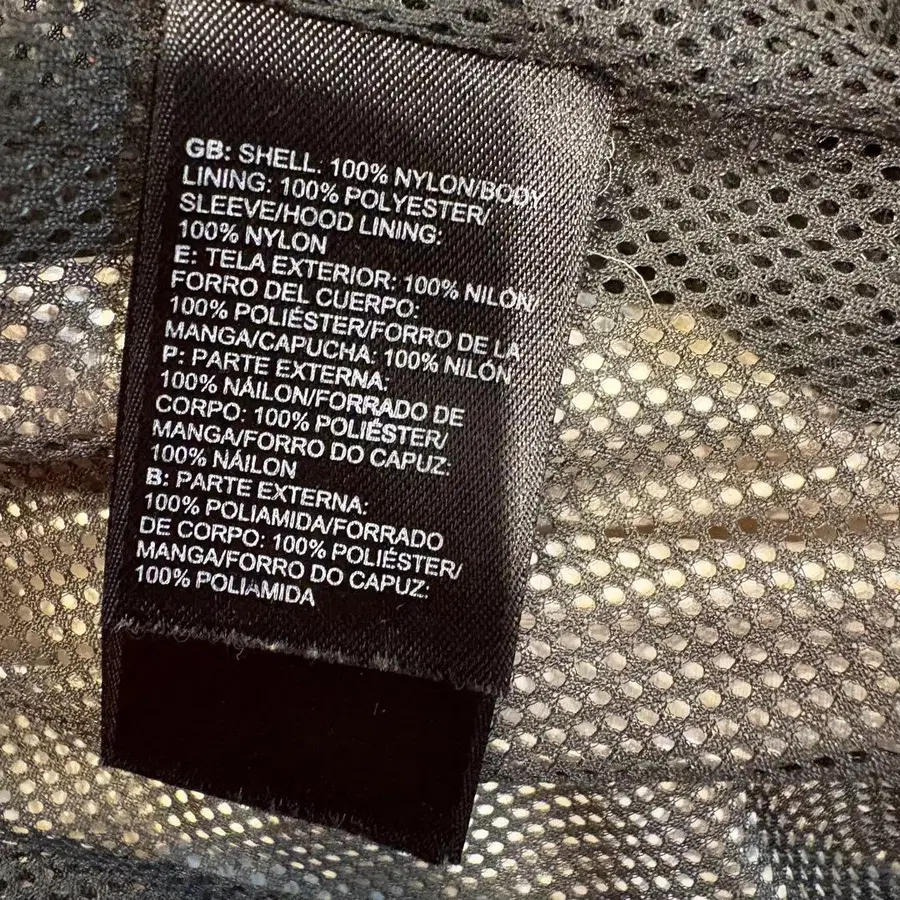 GB: SHELL. 100% NYLON/BODY
LINING: 100% POLYESTER/
SLEEVE/HOOD LINING:
100% NYLON
E: TELA EXTERIOR: 100% NILÓN/
FORRO DEL CUERPO:
100% POLIÉSTER/FORRO DE LA
MANGA/CAPUCHA: 100% NILÓN
P: PARTE EXTERNA:
100% NÁILON/FORRADO DE
CORPO: 100% POLIÉSTER/
MANGA/FORRO DO CAPUZ:
100% NÁILON
B: PARTE EXTERNA:
100% POLIAMIDA/FORRADO
DE CORPO: 100% POLIÉSTER/
MANGA/FORRO DO CAPUZ:
100% POLIAMIDA